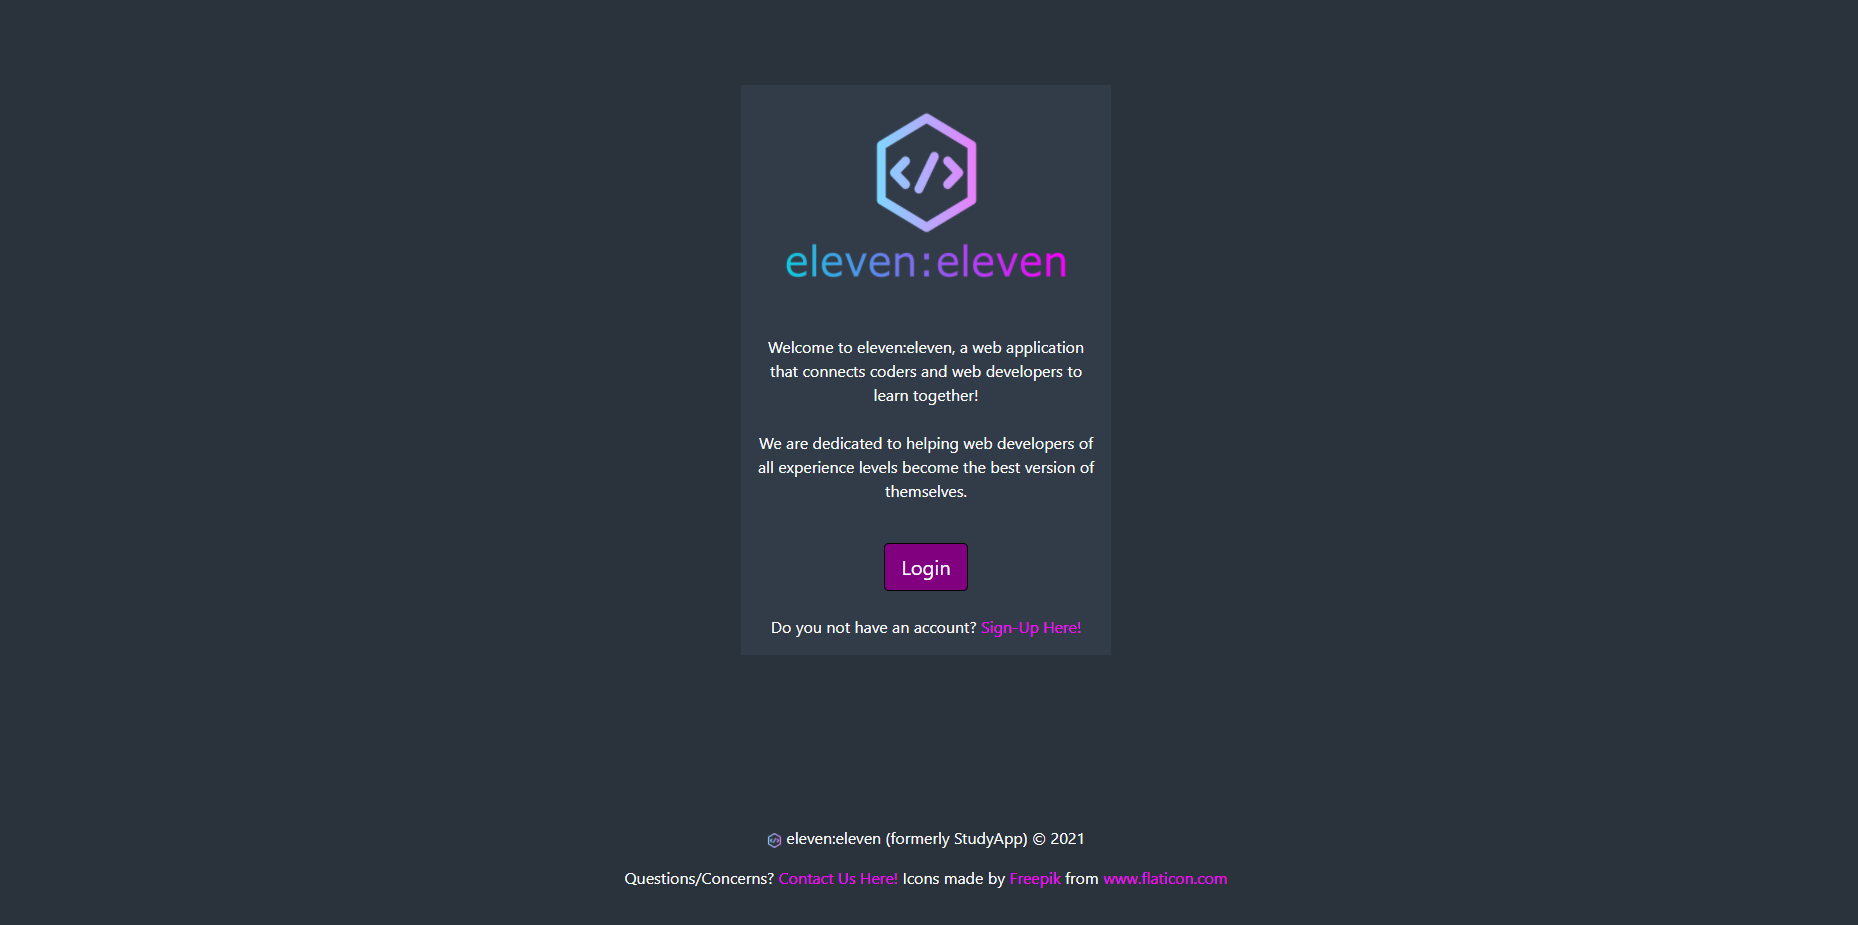 </>
eleven:eleven
Welcome to eleven:eleven, a web application
that connects coders and web developers to
learn together!
We are dedicated to helping web developers of
all experience levels become the best version of
themselves.
Login
Do you not have an account? Sign-Up Here!
eleven:eleven (formerly StudyApp) © 2021
Questions/Concerns? Contact Us Here! Icons made by Freepik from www.flaticon.com